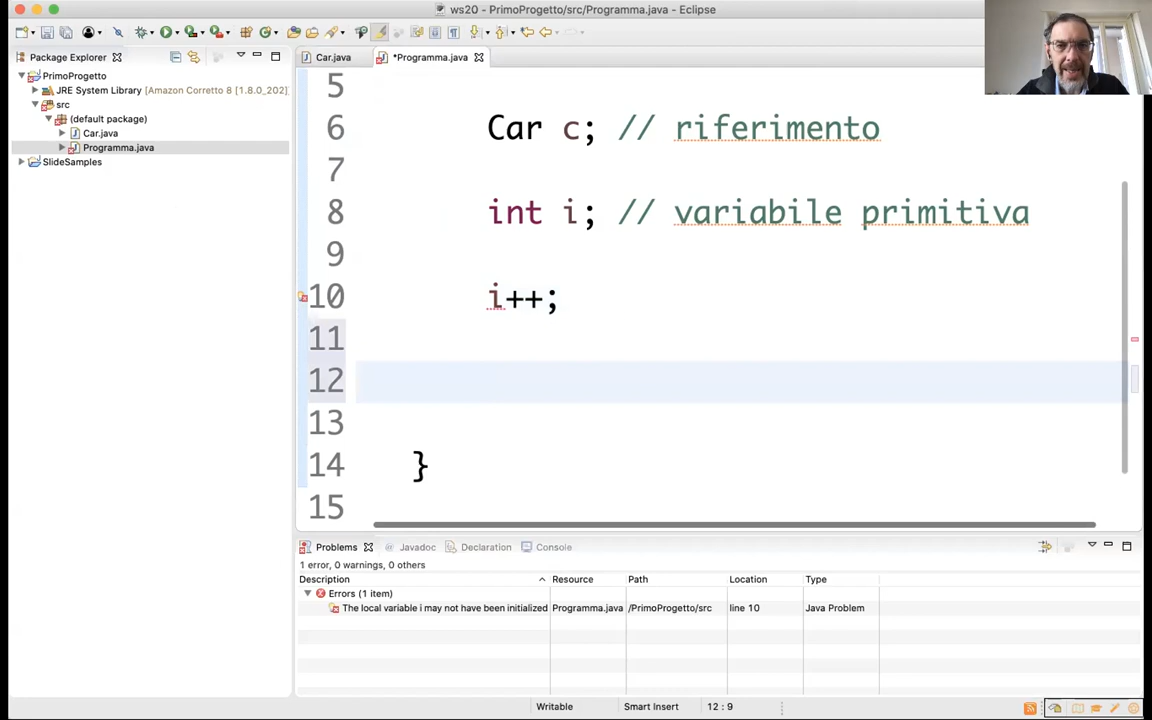 ws20 - PrimoProgetto/src/Programma.java - Eclipse
Package Explorer
PrimoProgetto
JRE System Library [Amazon Corretto 8 [1.8.0_202]
src
(default package)
Car.java
Programma.java
SlideSamples
Car.java
*Programma.java
5
6 Car c; // riferimento
7
8 int i; // variabile primitiva
9
10 i++;
11
12
13
14 }
15
Problems Javadoc Declaration Console
1 error, 0 warnings, 0 others
Description Resource Path Location Type
Errors (1 item)
The local variable i may not have been initialized Programma.java /PrimoProgetto/src line 10 Java Problem
Writable Smart Insert 12 : 9